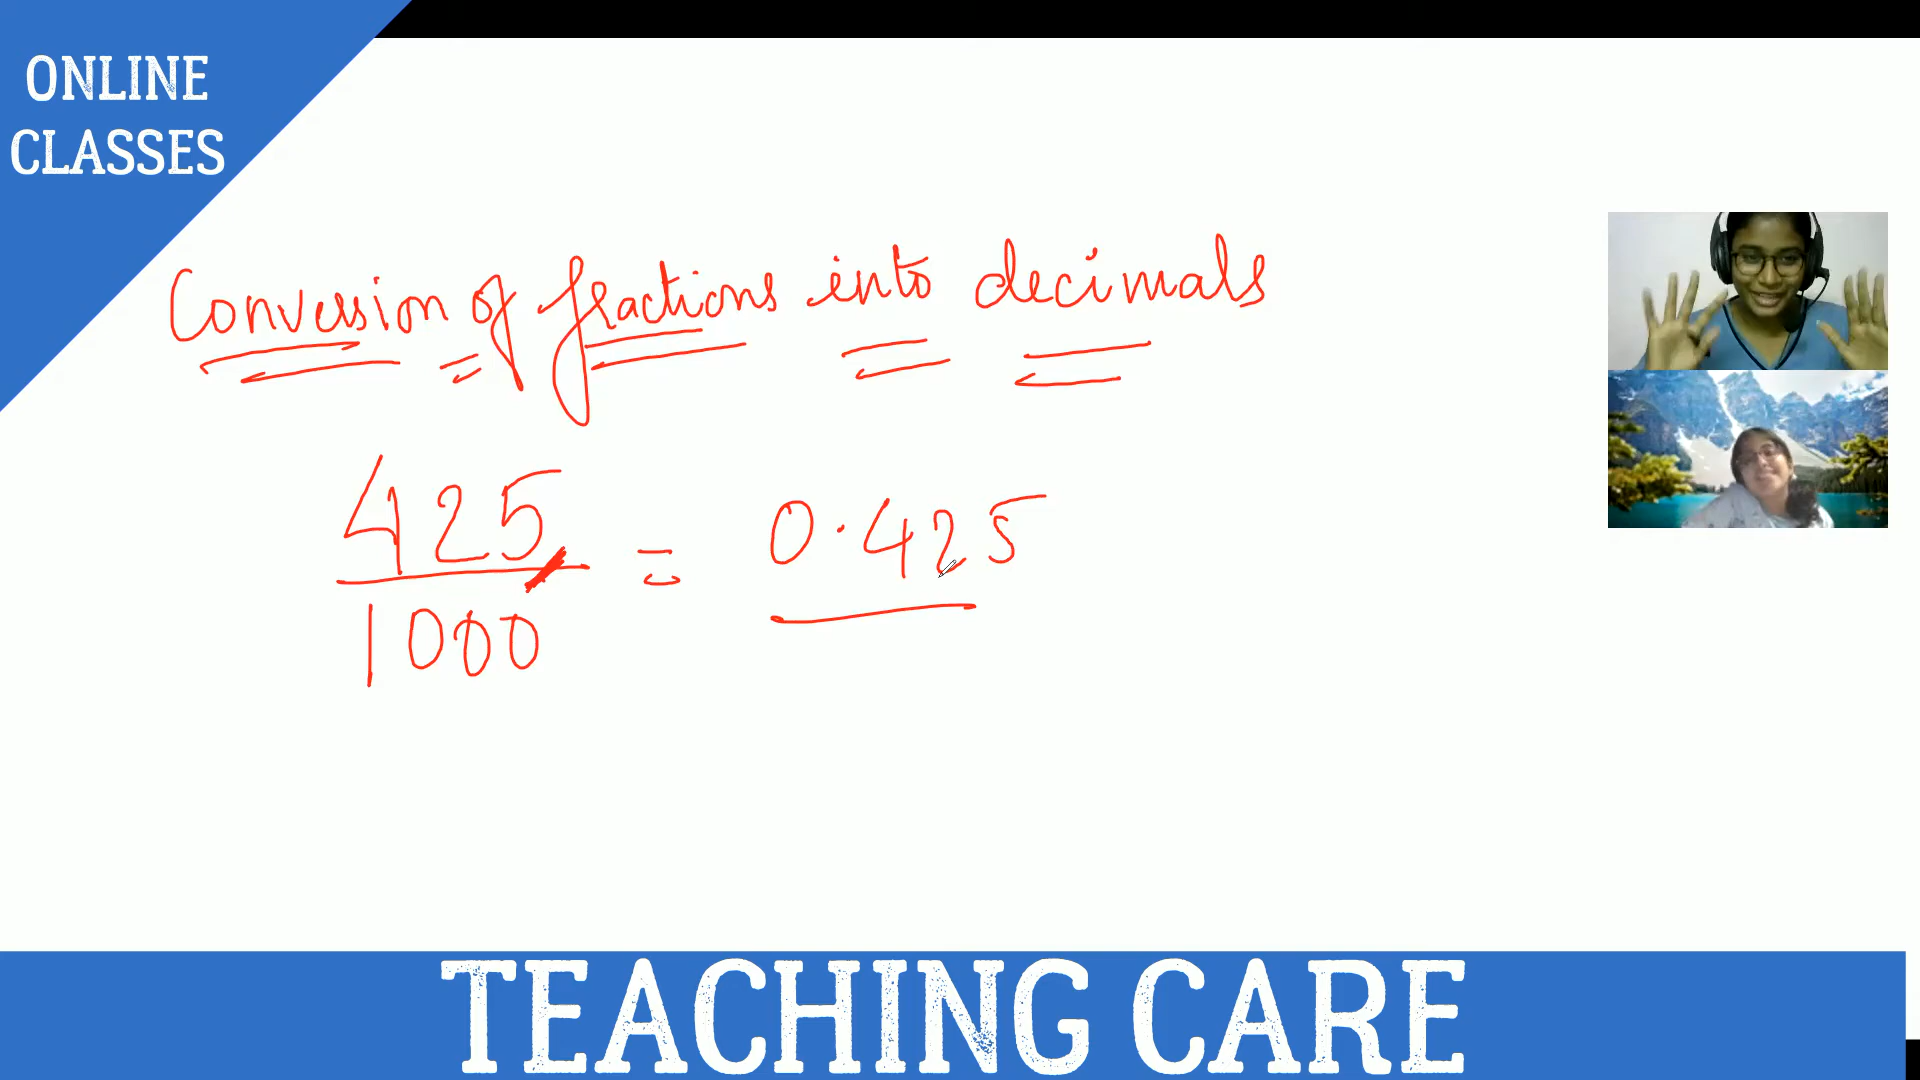 ONLINE
CLASSES
Conversion of fractions into decimals
425
= 0.425
1000
TEACHING CARE